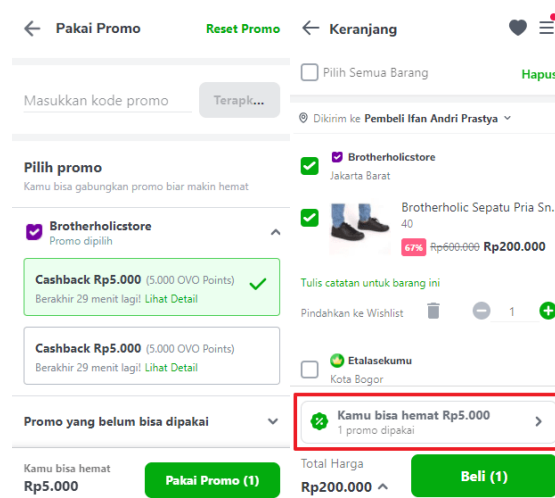 Pakai Promo
Reset Promo
Masukkan kode promo
Terapk...
Pilih promo
Kamu bisa gabungkan promo biar makin hemat
Brotherholicstore
Promo dipilih
Cashback Rp5.000 (5.000 OVO Points)
Berakhir 29 menit lagi! Lihat Detail
Cashback Rp5.000 (5.000 OVO Points)
Berakhir 29 menit lagi! Lihat Detail
Promo yang belum bisa dipakai
Kamu bisa hemat
Rp5.000
Pakai Promo (1)
Keranjang
Pilih Semua Barang
Hapus
Dikirim ke Pembeli Ifan Andri Prastya
Brotherholicstore
Jakarta Barat
Brotherholic Sepatu Pria Sn...
40
67% Rp600.000 Rp200.000
Tulis catatan untuk barang ini
Pindahkan ke Wishlist
1
Etalasekumu
Kota Bogor
Kamu bisa hemat Rp5.000
1 promo dipakai
Total Harga
Rp200.000
Beli (1)